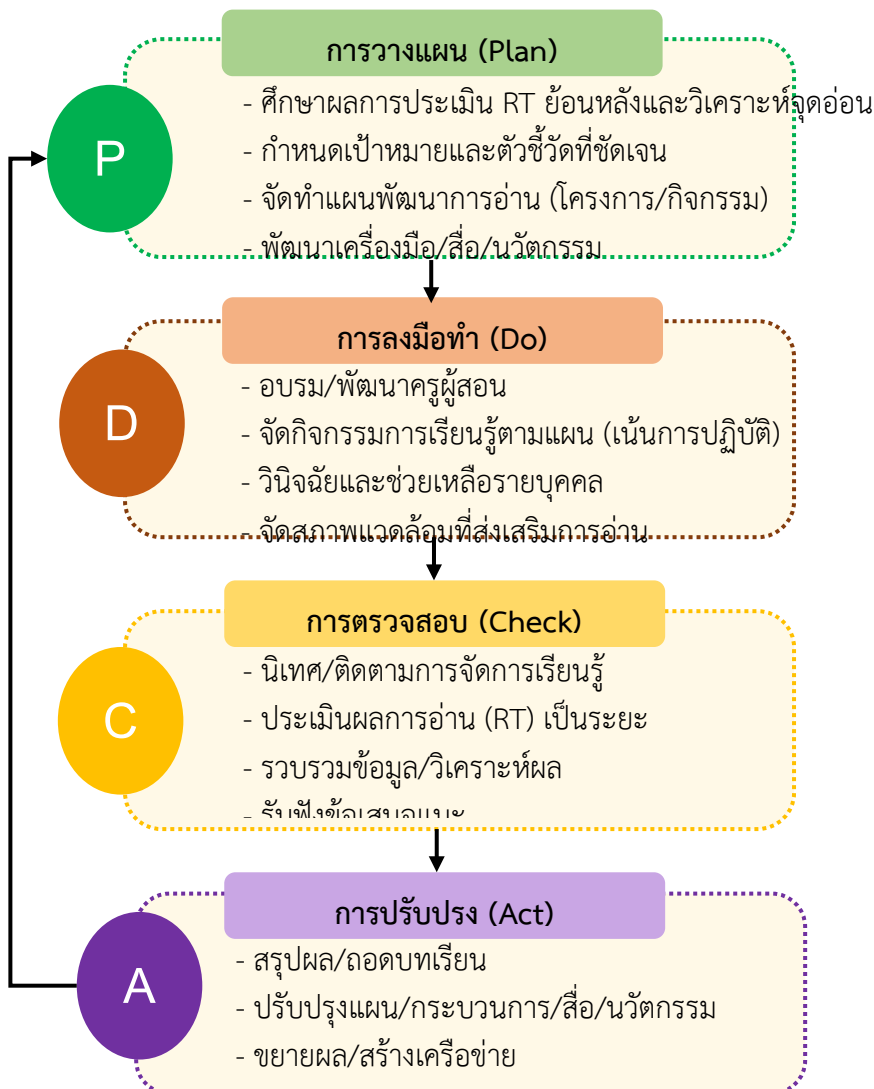 การวางแผน (Plan)
P
- ศึกษาผลการประเมิน RT ย้อนหลังและวิเคราะห์จุดอ่อน
- กำหนดเป้าหมายและตัวชี้วัดที่ชัดเจน
- จัดทำแผนพัฒนาการอ่าน (โครงการ/กิจกรรม)
- พัฒนาเครื่องมือ/สื่อ/นวัตกรรม
การลงมือทำ (Do)
D
- อบรม/พัฒนาครูผู้สอน
- จัดกิจกรรมการเรียนรู้ตามแผน (เน้นการปฏิบัติ)
- วินิจฉัยและช่วยเหลือรายบุคคล
- จัดสภาพแวดล้อมที่ส่งเสริมการอ่าน
การตรวจสอบ (Check)
C
- นิเทศ/ติดตามการจัดการเรียนรู้
- ประเมินผลการอ่าน (RT) เป็นระยะ
- รวบรวมข้อมูล/วิเคราะห์ผล
- รับฟังข้อเสนอแนะ
การปรับปรง (Act)
A
- สรุปผล/ถอดบทเรียน
- ปรับปรุงแผน/กระบวนการ/สื่อ/นวัตกรรม
- ขยายผล/สร้างเครือข่าย